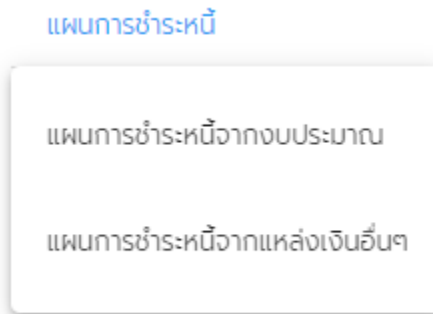 แผนการชำระหนี้
แผนการชำระหนี้จากงบประมาณ
แผนการชำระหนี้จากแหล่งเงินอื่นๆ